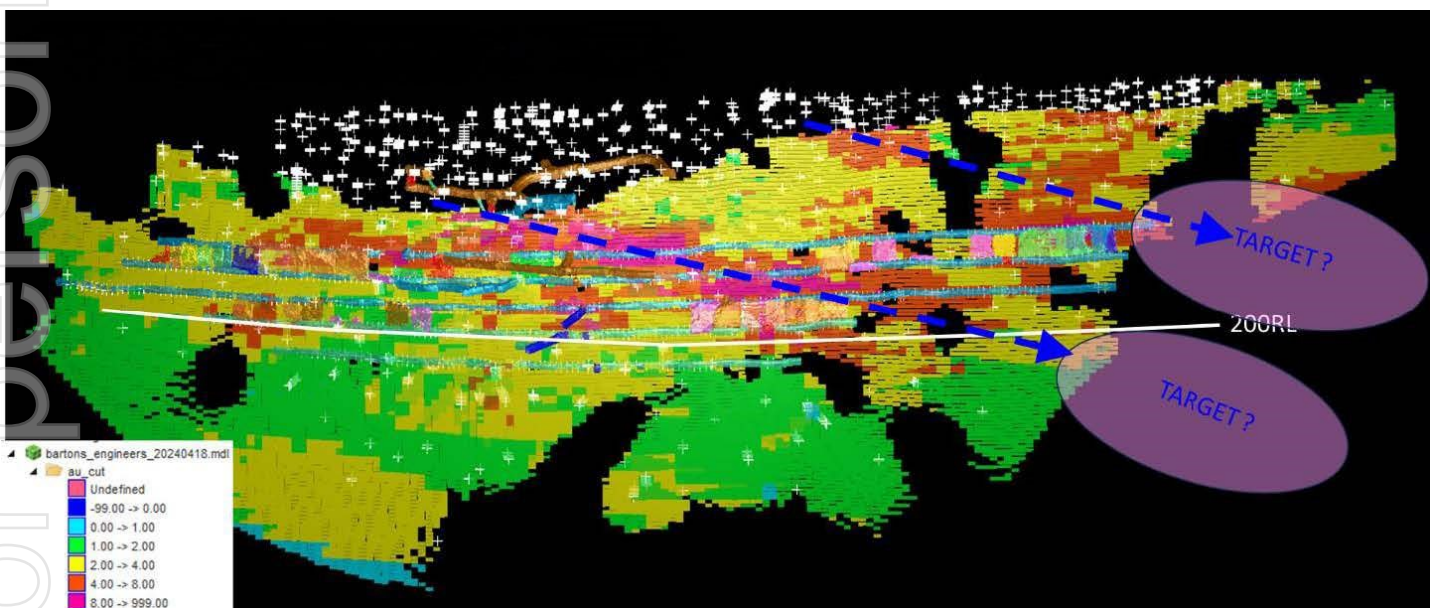 TARGET ?
200RL
TARGET ?
bartons_engineers_20240418.mdl
au_cut
Undefined
-99.00 -> 0.00
0.00 -> 1.00
1.00 -> 2.00
2.00 -> 4.00
4.00 -> 8.00
8.00 -> 999.00